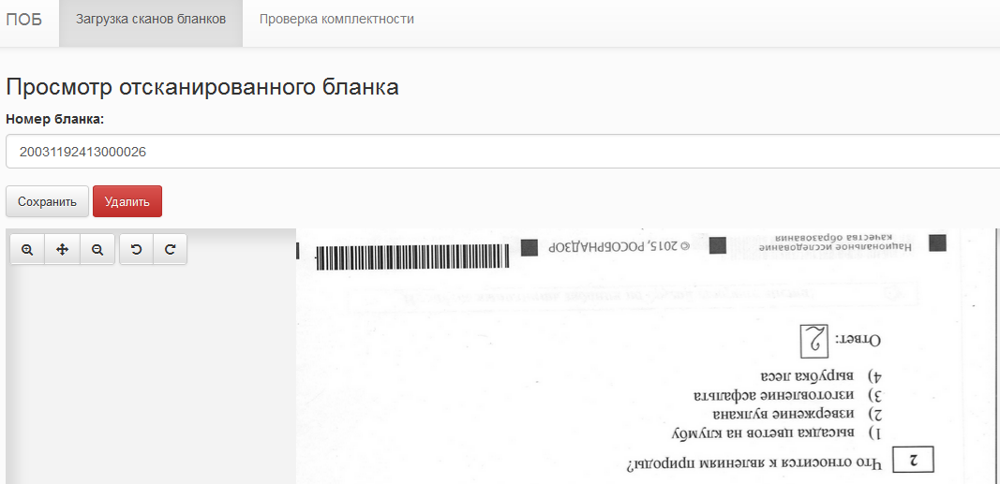 ПОБ Загрузка сканов бланков Проверка комплектности
Просмотр отсканированного бланка
Номер бланка:
20031192413000026
Сохранить Удалить
2 Что относится к явлениям природы?
1) высадка цветов на клумбу
2) извержение вулкана
3) изготовление асфальта
4) вырубка леса
Ответ: 2
Национальное исследование
качества образования
© 2015, РОСОБРНАДЗОР